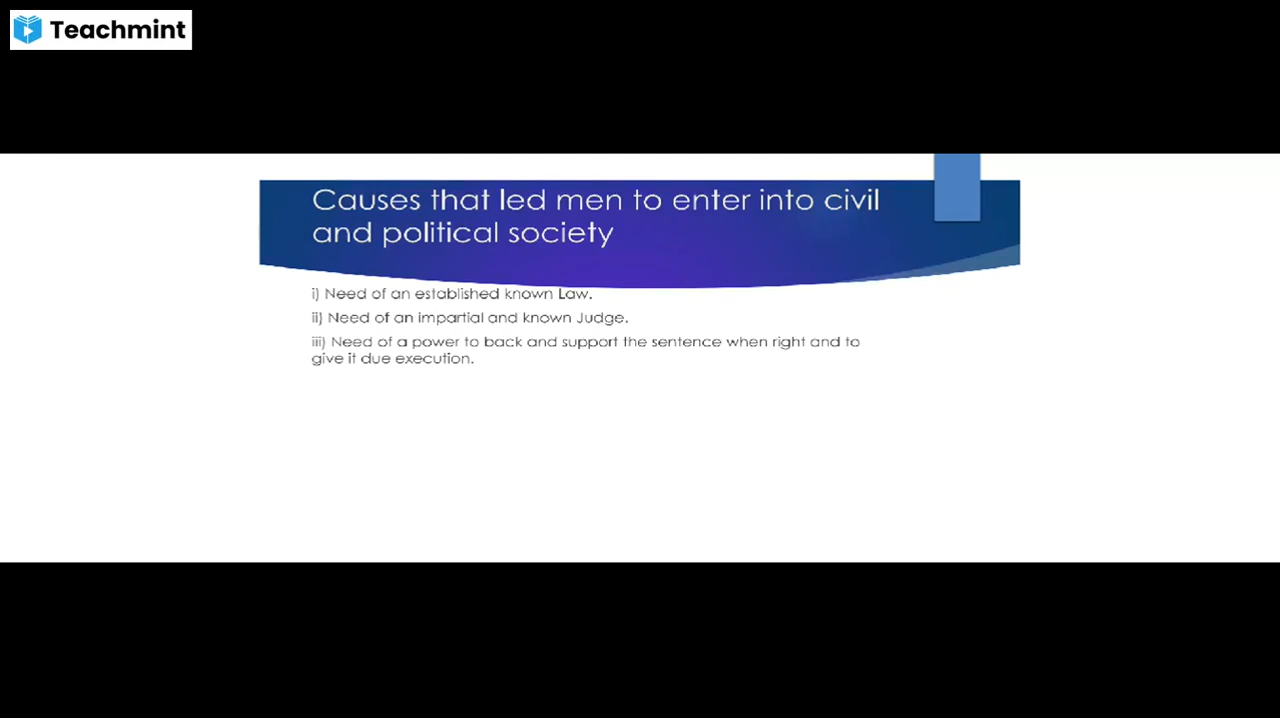 Teachmint
Causes that led men to enter into civil
and political society
i) Need of an established known Law.
ii) Need of an impartial and known Judge.
iii) Need of a power to back and support the sentence when right and to
give it due execution.